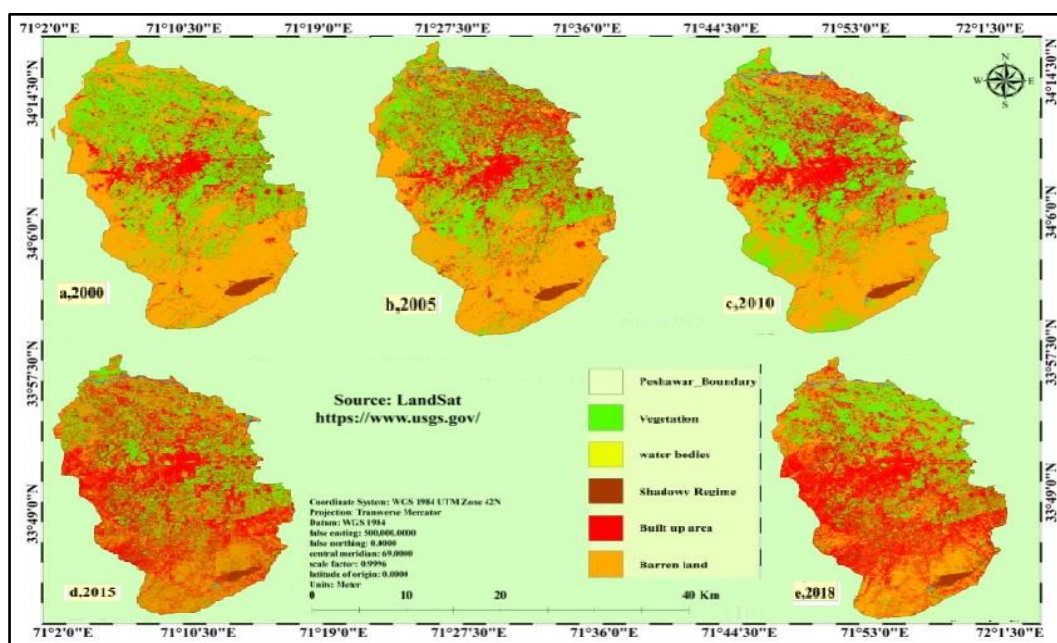 71°2'0"E 71°10'30"E 71°19'0"E 71°27'30"E 71°36'0"E 71°44'30"E 71°53'0"E 72°1'30"E
34°14'30"N
34°6'0"N
33°57'30"N
33°49'0"N
N
W E
S
34°14'30"N
34°6'0"N
33°57'30"N
33°49'0"N
a,2000
b,2005
c,2010
d,2015
e,2018
Source: LandSat
https://www.usgs.gov/
Coordinate System: WGS 1984 UTM Zone 42N
Projection: Transverse Mercator
Datum: WGS 1984
false easting: 500,000.0000
false northing: 0.0000
central meridian: 69.0000
scale factor: 0.9996
latitude of origin: 0.0000
Units: Meter
Peshawar_Boundary
Vegetation
water bodies
Shadowy Regime
Built up area
Barren land
0 10 20 40 Km
71°2'0"E 71°10'30"E 71°19'0"E 71°27'30"E 71°36'0"E 71°44'30"E 71°53'0"E 72°1'30"E